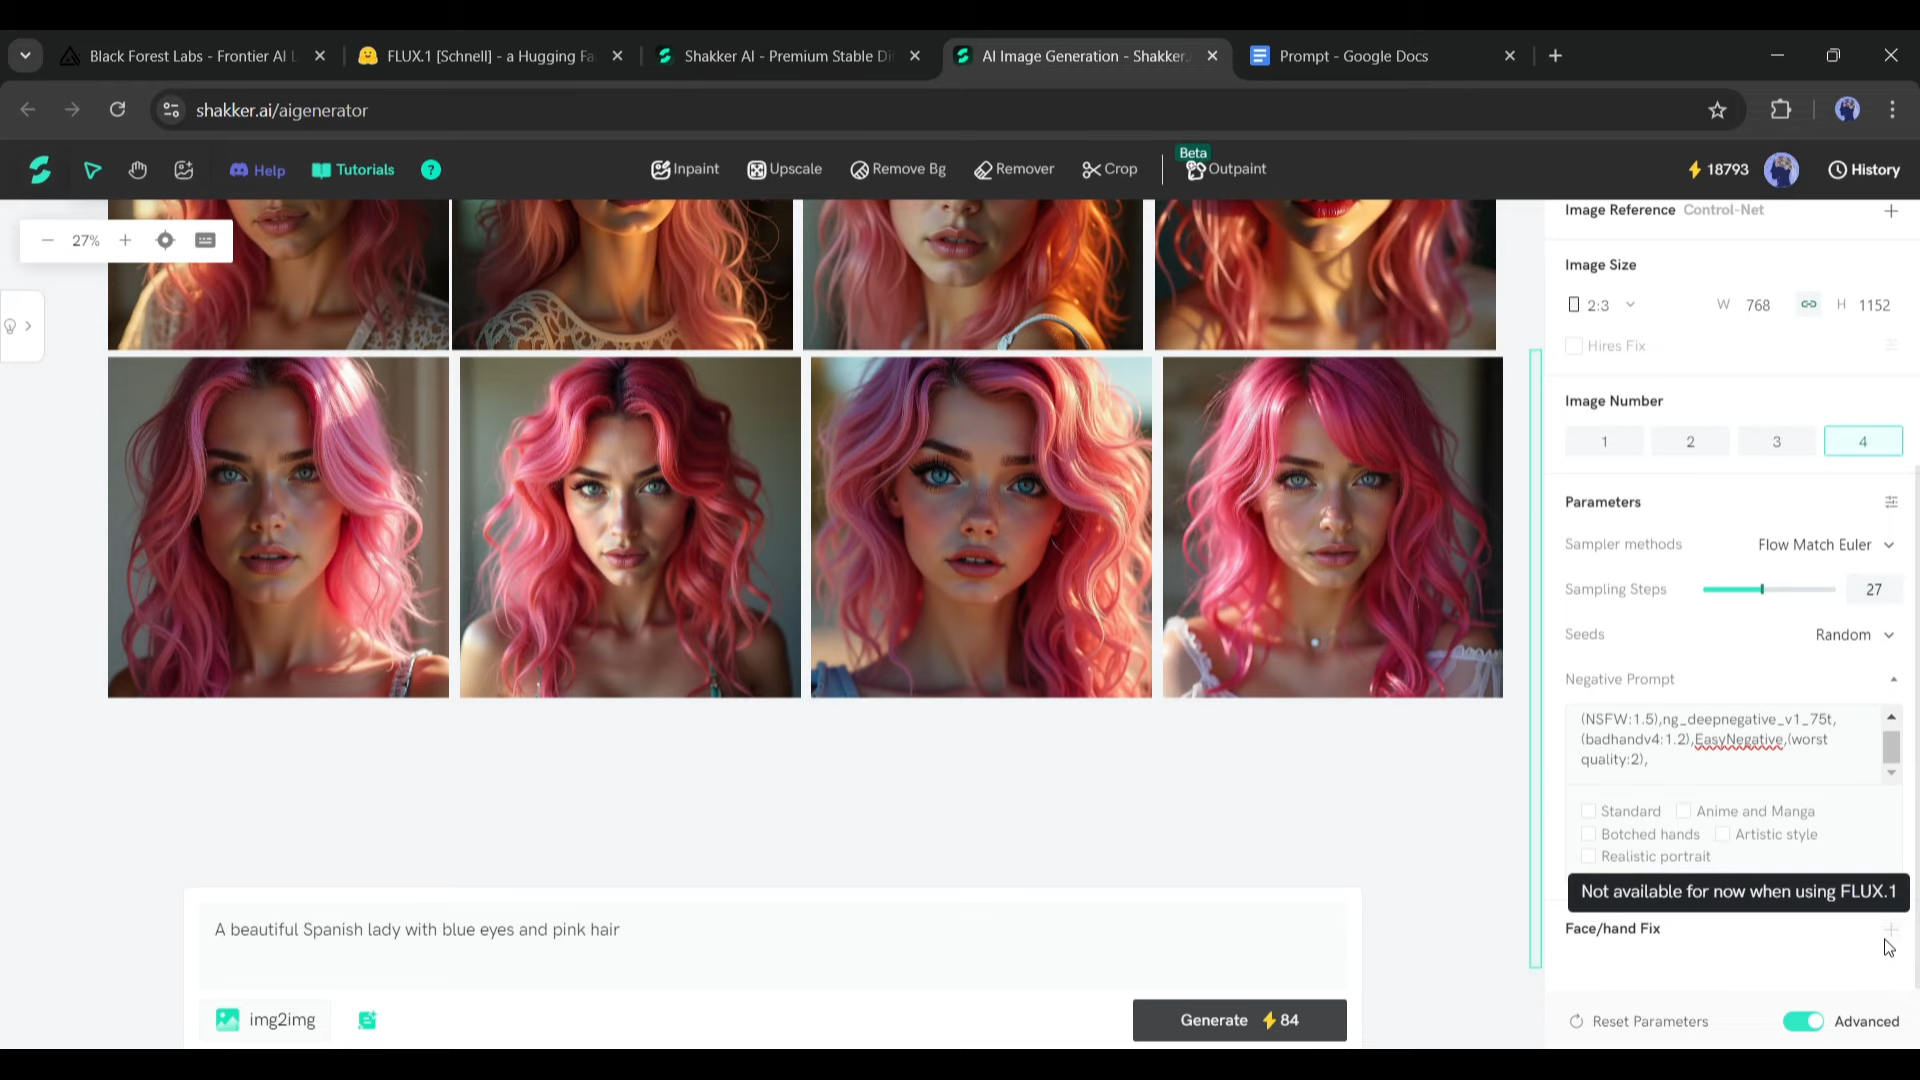 Black Forest Labs - Frontier AI L
FLUX.1 [Schnell] - a Hugging Fa
Shakker AI - Premium Stable Di
AI Image Generation - Shakker.
Prompt - Google Docs
shakker.ai/aigenerator
Help
Tutorials
?
Inpaint
Upscale
Remove Bg
Remover
Crop
Beta
Outpaint
18793
History
27%
Image Reference Control-Net
Image Size
2:3
W 768
H 1152
Hires Fix
Image Number
1 2 3 4
Parameters
Sampler methods Flow Match Euler
Sampling Steps 27
Seeds Random
Negative Prompt
(NSFW:1.5),ng_deepnegative_v1_75t,
(badhandv4:1.2),EasyNegative,(worst
quality:2),
Standard Anime and Manga
Botched hands Artistic style
Realistic portrait
Not available for now when using FLUX.1
Face/hand Fix
A beautiful Spanish lady with blue eyes and pink hair
img2img
Generate 84
Reset Parameters
Advanced